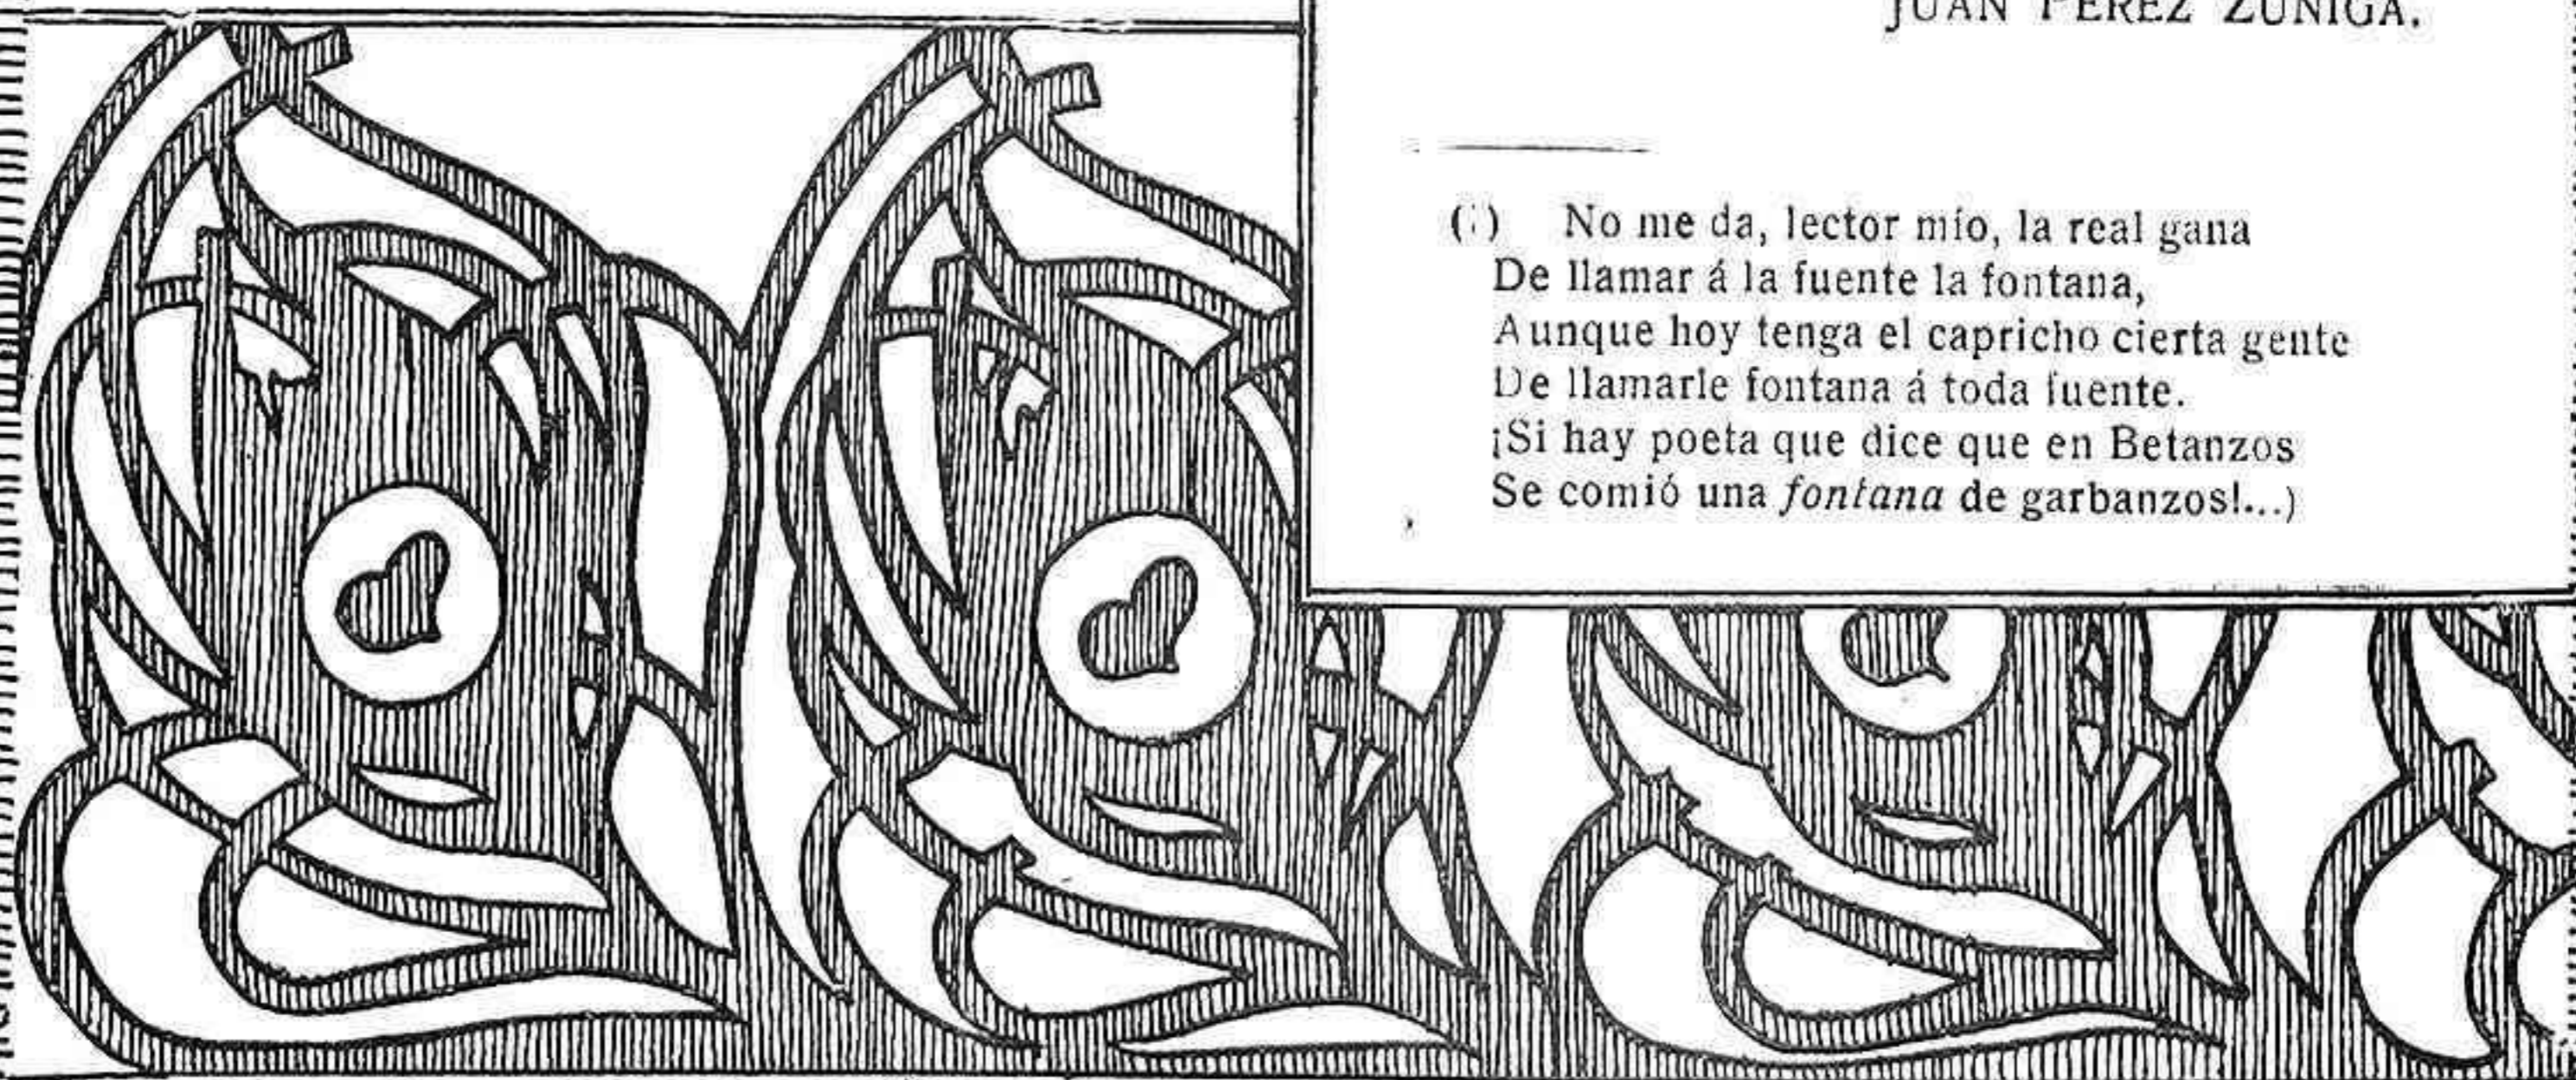 JUAN PÉREZ ZÚÑIGA.
() No me da, lector mío, la real gana
De llamar á la fuente la fontana,
Aunque hoy tenga el capricho cierta gente
De llamarle fontana á toda fuente.
¡Si hay poeta que dice que en Betanzos
Se comió una fontana de garbanzos!...)